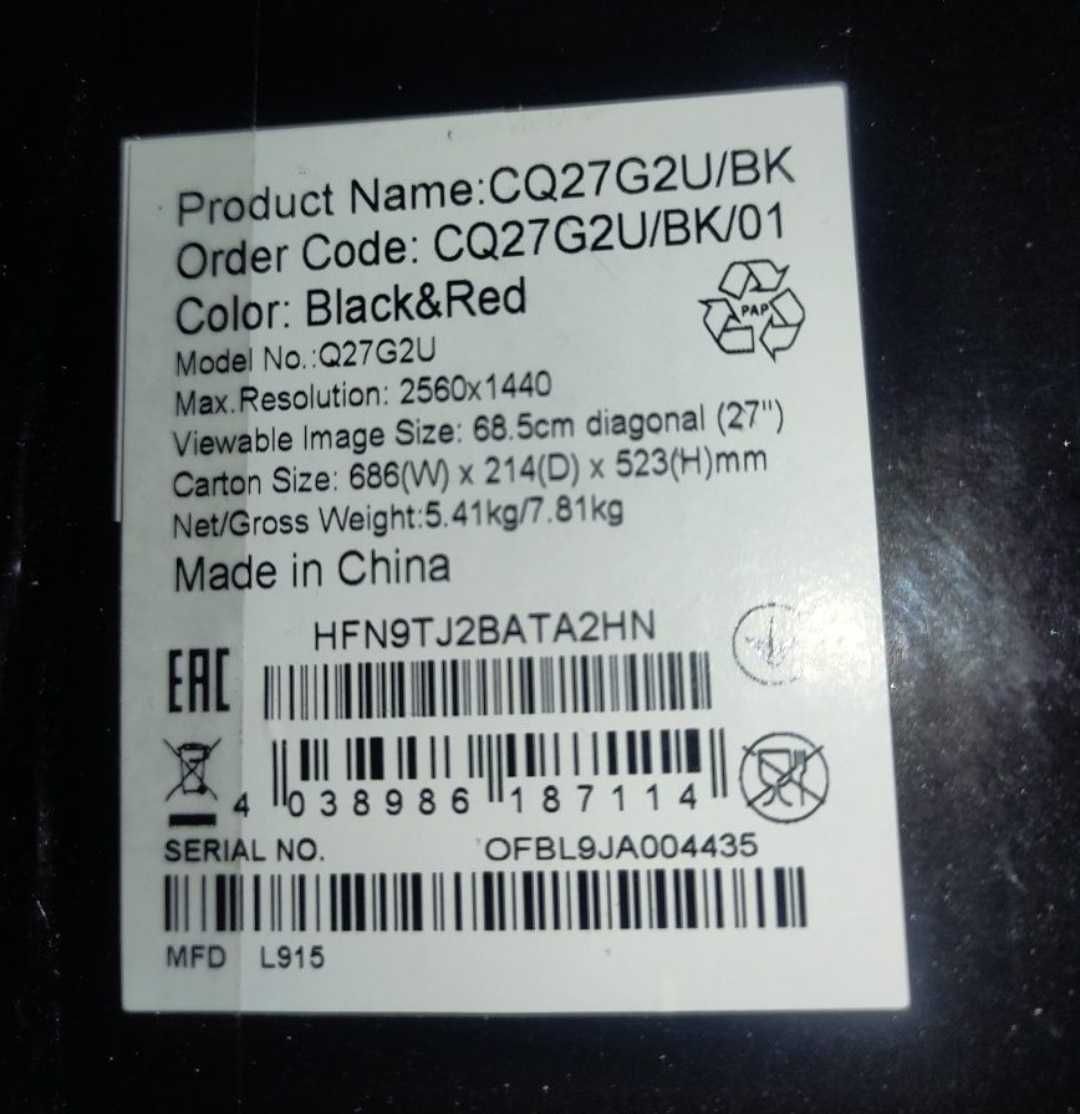 Product Name:CQ27G2U/BK
Order Code: CQ27G2U/BK/01
Color: Black&Red
PAP
Model No.:Q27G2U
Max.Resolution: 2560x1440
Viewable Image Size: 68.5cm diagonal (27")
Carton Size: 686(W) x 214(D) x 523(H)mm
Net/Gross Weight:5.41kg/7.81kg
Made in China
HFN9TJ2BATA2HN
EAC
4 038986 187114
SERIAL NO. OFBL9JA004435
MFD L915